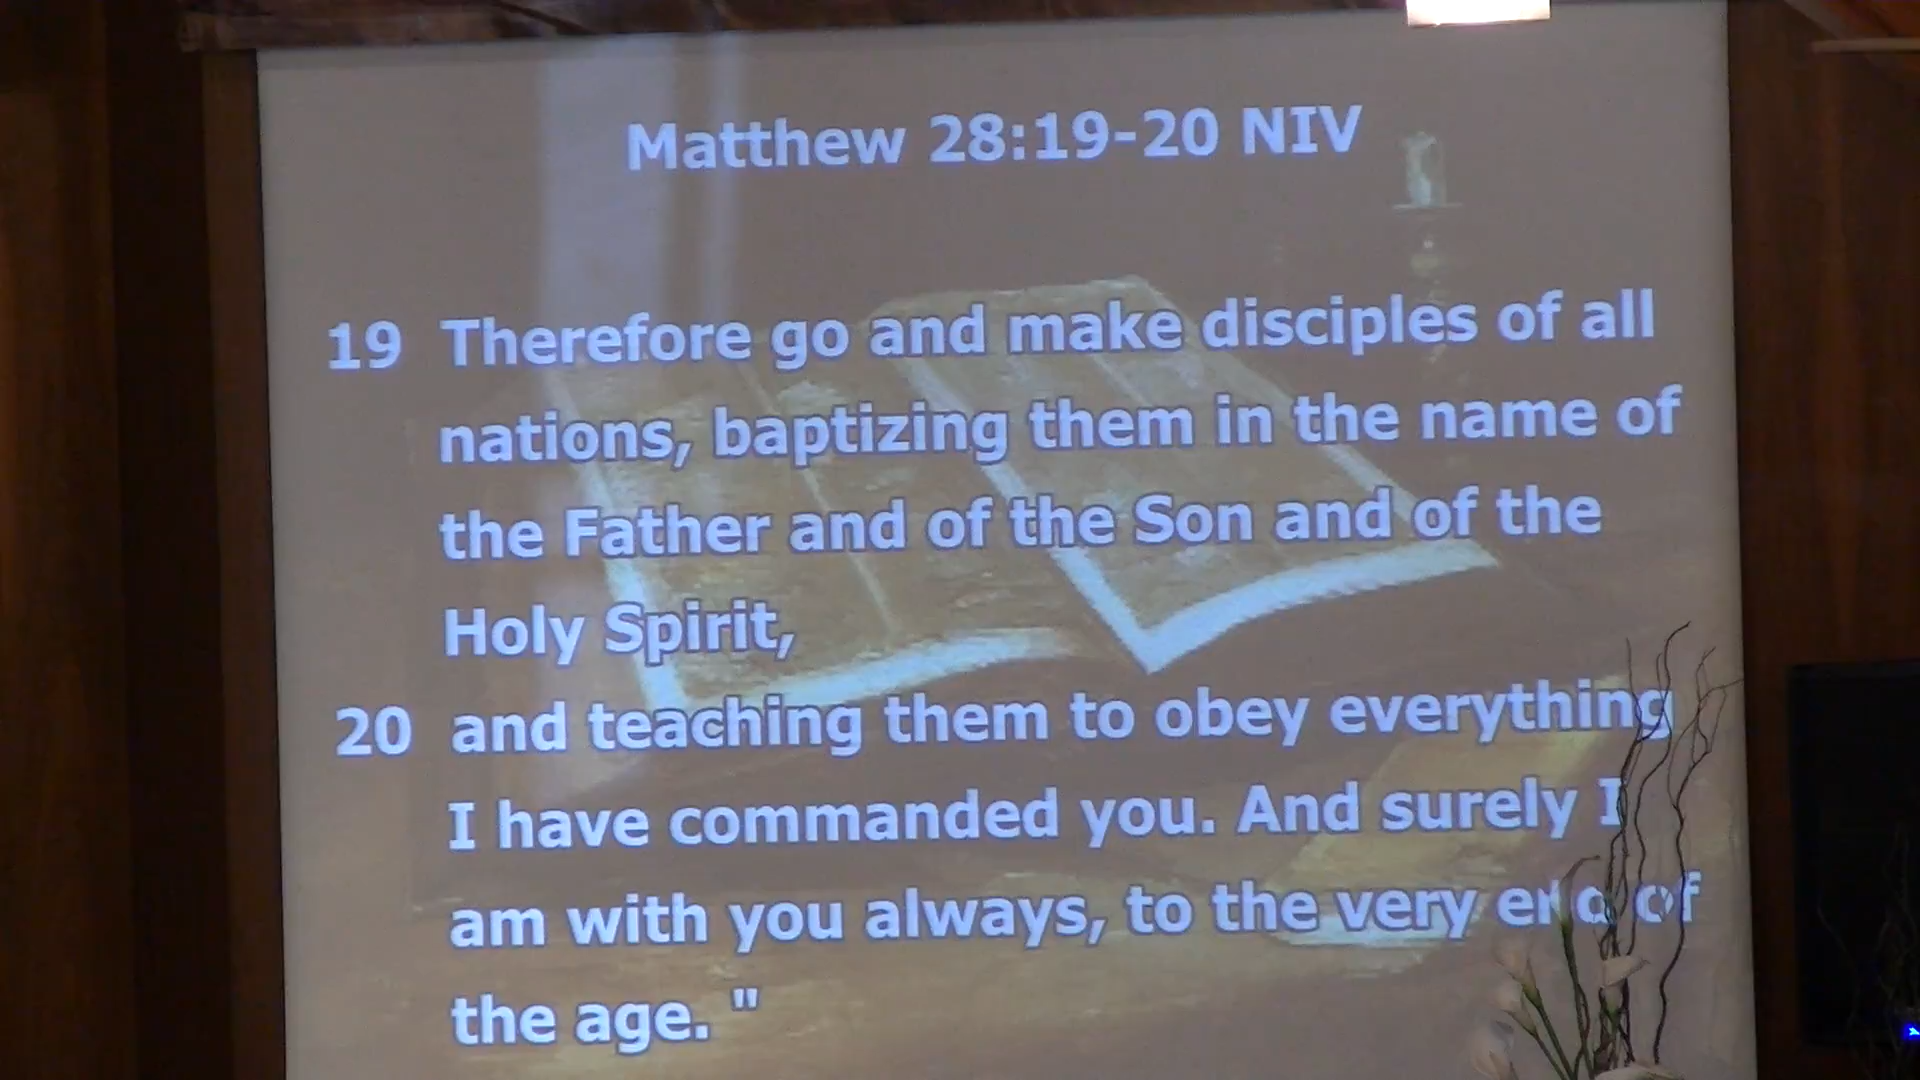 Matthew 28:19-20 NIV
19 Therefore go and make disciples of all
nations, baptizing them in the name of
the Father and of the Son and of the
Holy Spirit,
20 and teaching them to obey everything
I have commanded you. And surely I
am with you always, to the very end of
the age. "